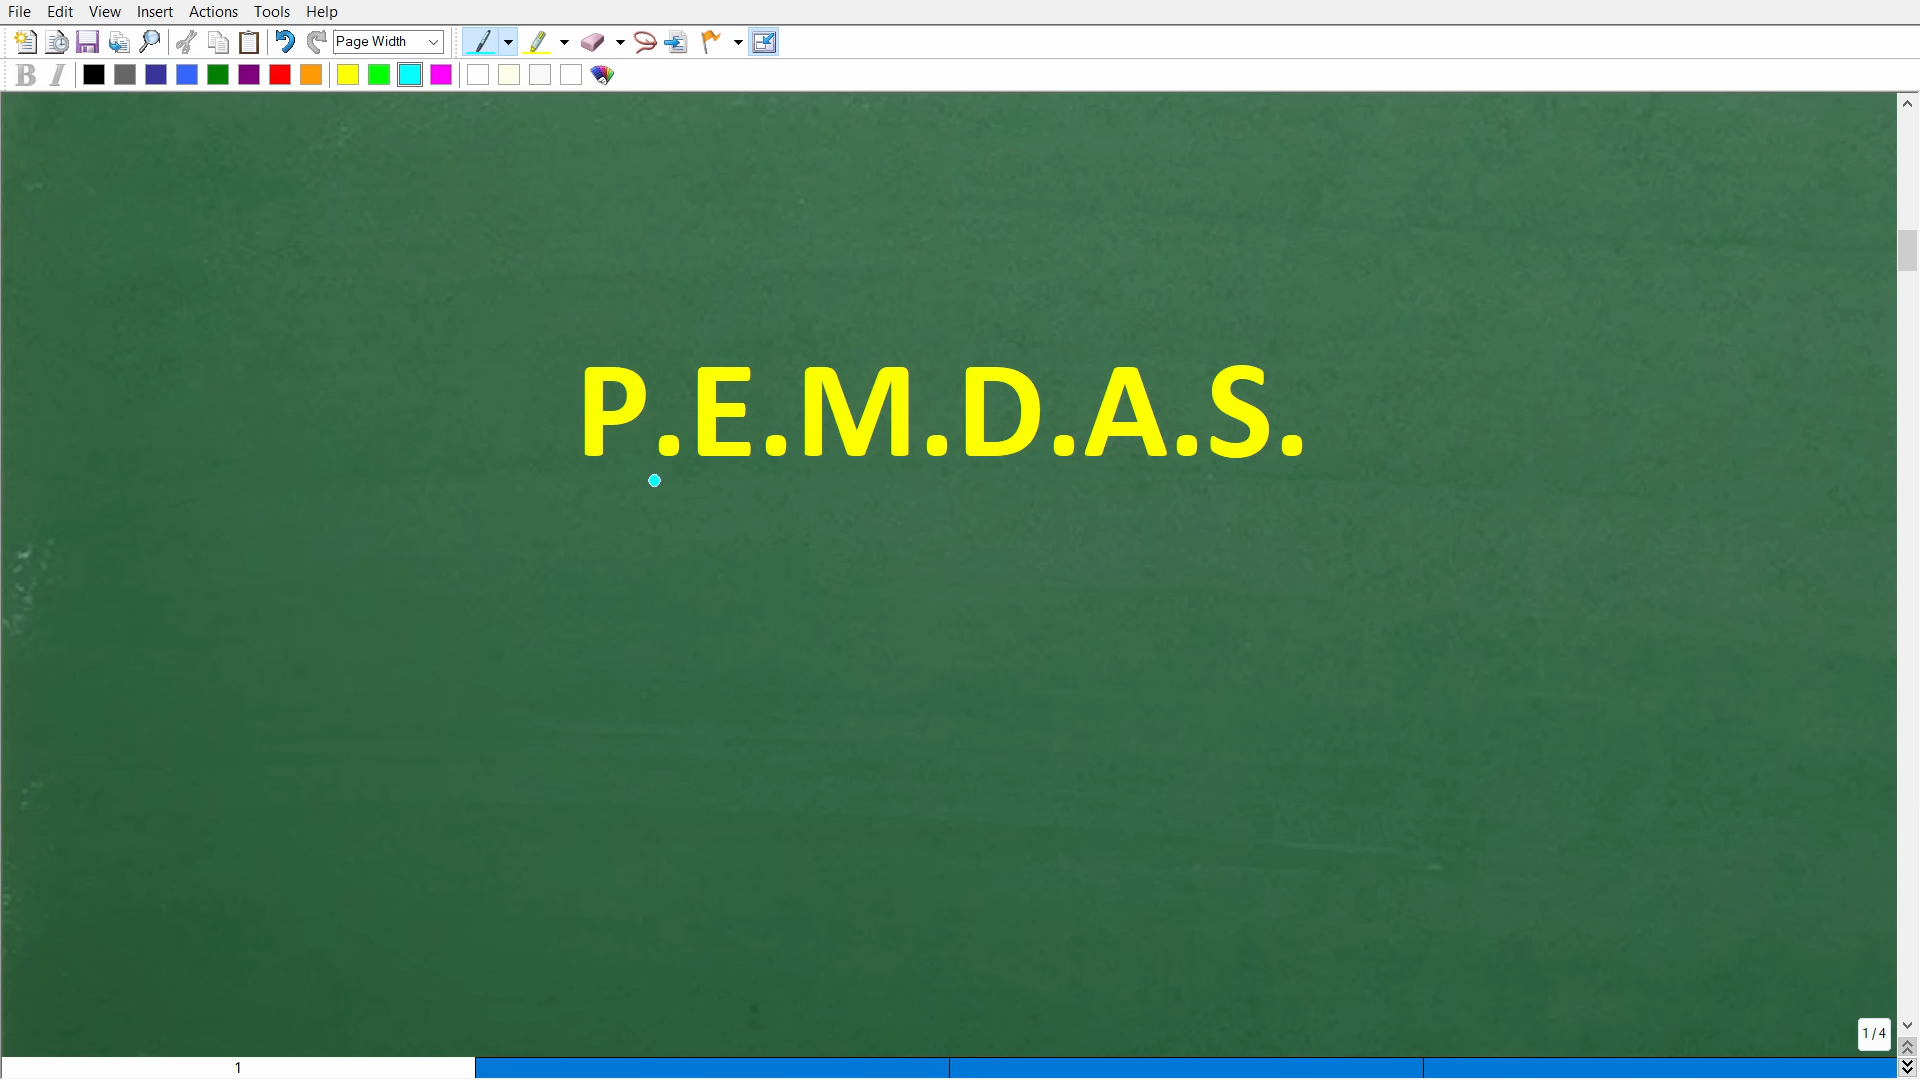 File Edit View Insert Actions Tools Help
Page Width
B I
P.E.M.D.A.S.
1 / 4
1